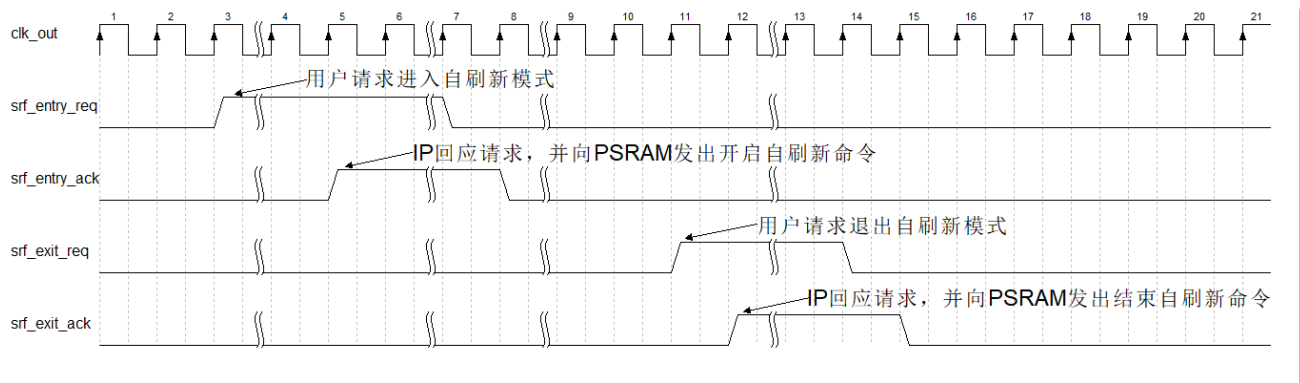 1 2 3 4 5 6 7 8 9 10 11 12 13 14 15 16 17 18 19 20 21
clk_out
用户请求进入自刷新模式
srf_entry_req
IP回应请求，并向PSRAM发出开启自刷新命令
srf_entry_ack
用户请求退出自刷新模式
srf_exit_req
IP回应请求，并向PSRAM发出结束自刷新命令
srf_exit_ack